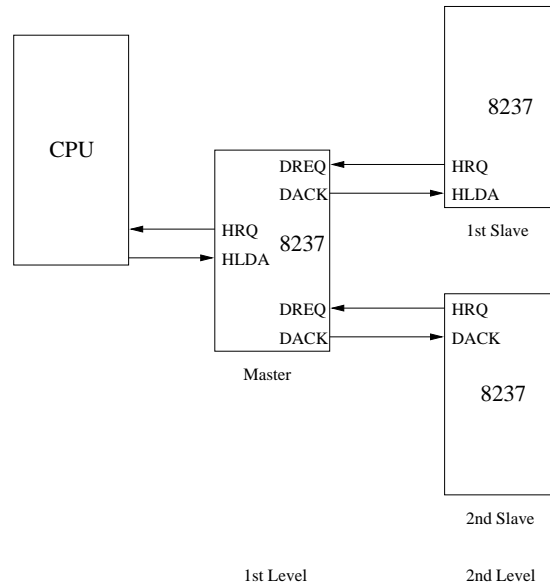 CPU
HRQ
HLDA
8237
DREQ
DACK
DREQ
DACK
Master
8237
HRQ
HLDA
1st Slave
HRQ
DACK
8237
2nd Slave
1st Level
2nd Level